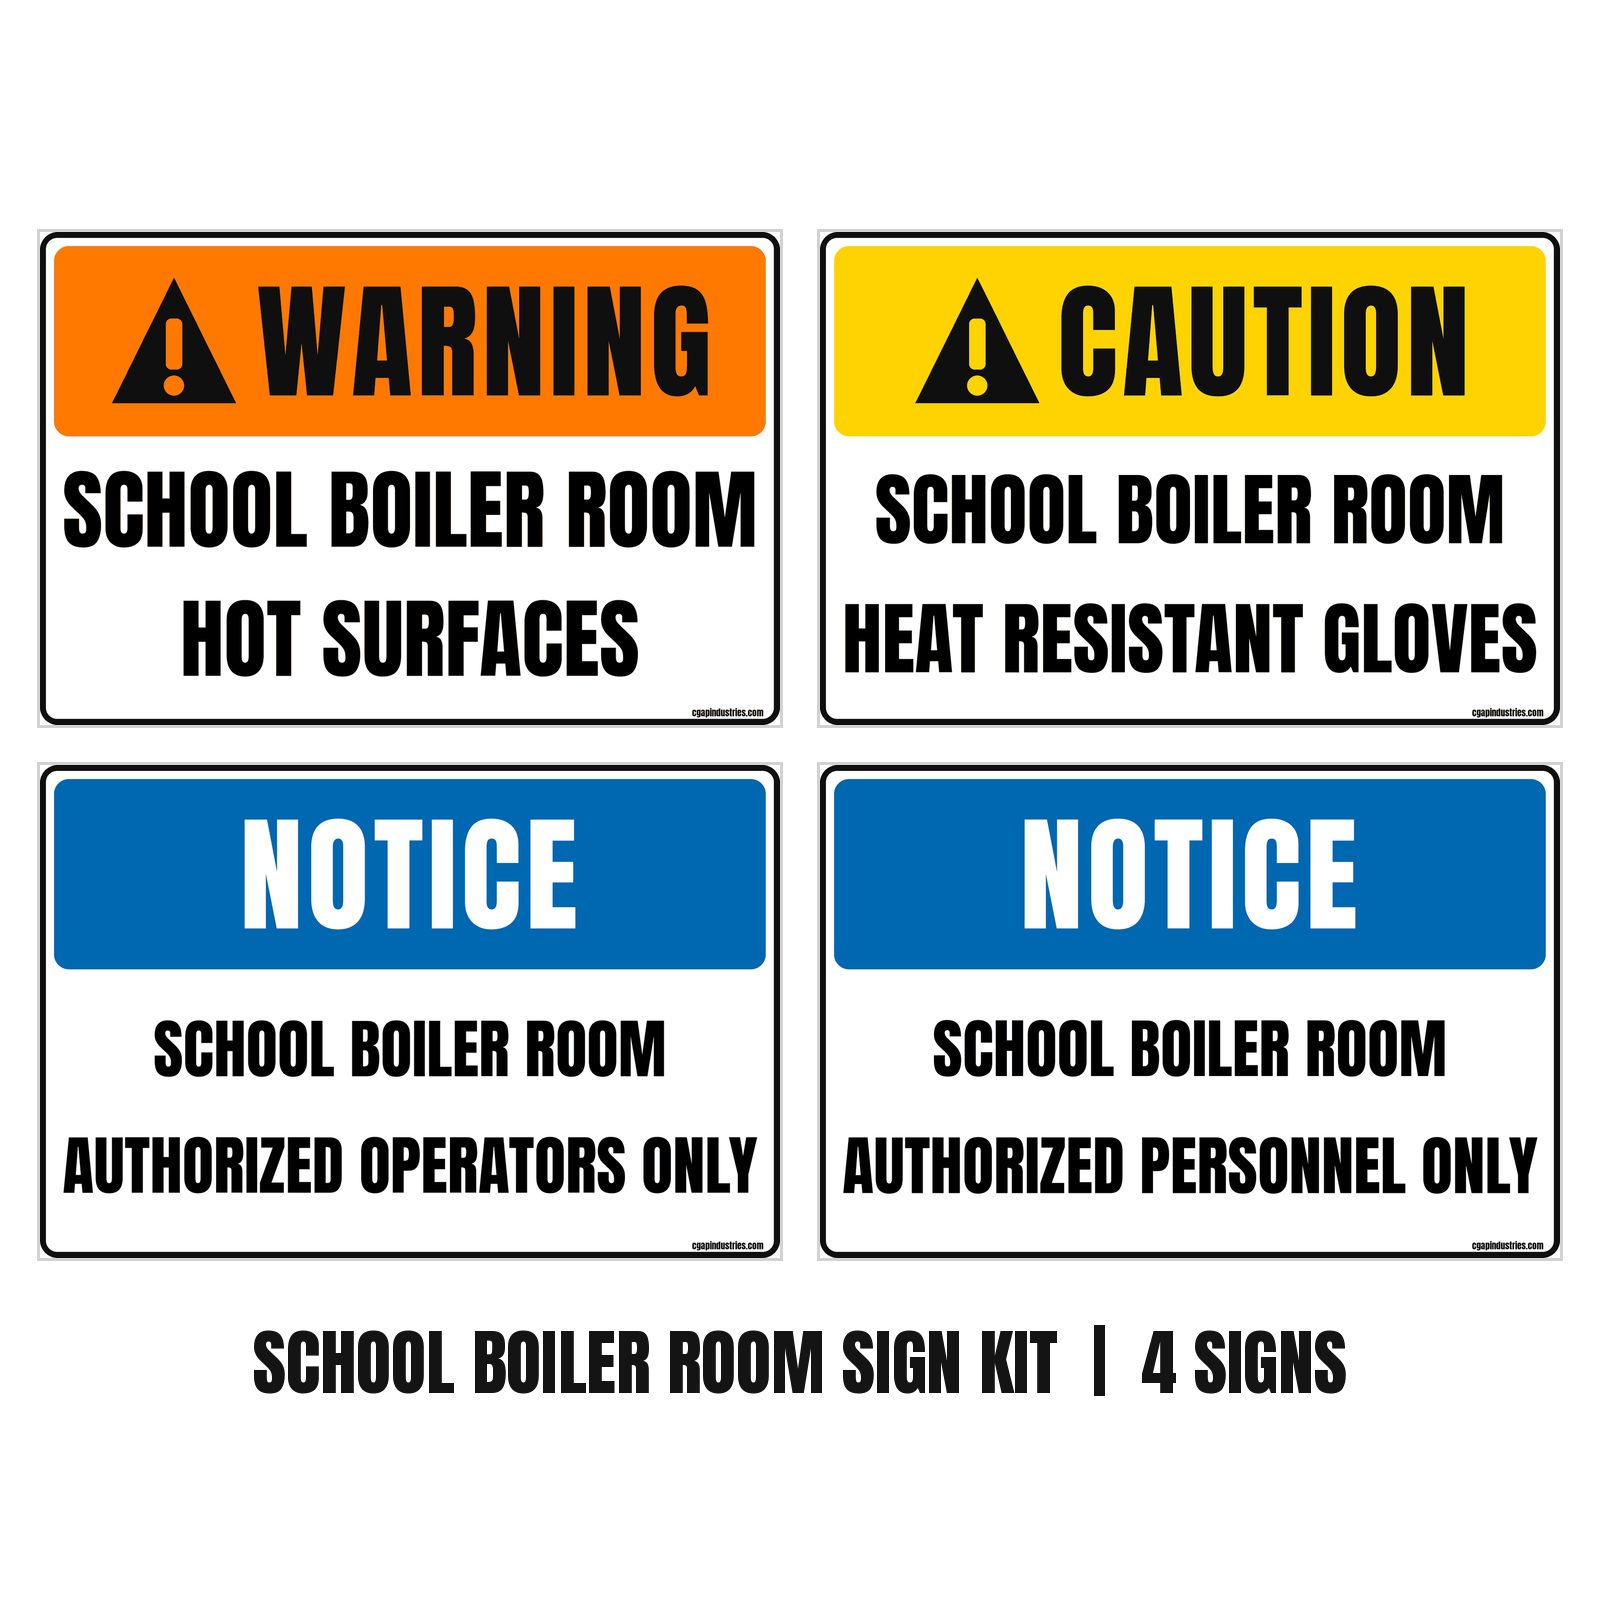 WARNING
SCHOOL BOILER ROOM
HOT SURFACES
cgapindustries.com
CAUTION
SCHOOL BOILER ROOM
HEAT RESISTANT GLOVES
cgapindustries.com
NOTICE
SCHOOL BOILER ROOM
AUTHORIZED OPERATORS ONLY
cgapindustries.com
NOTICE
SCHOOL BOILER ROOM
AUTHORIZED PERSONNEL ONLY
cgapindustries.com
SCHOOL BOILER ROOM SIGN KIT | 4 SIGNS